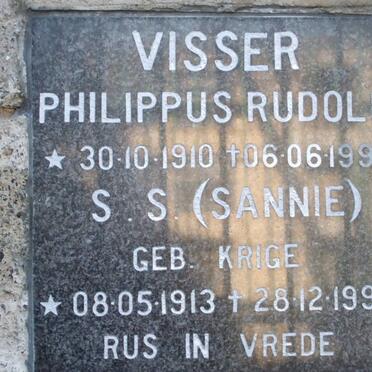 VISSER
PHILIPPUS RUDOL
★ 30·10·1910 †06·06·199
S. S. (SANNIE)
GEB. KRIGE
★ 08·05·1913 † 28·12·199
RUS IN VREDE